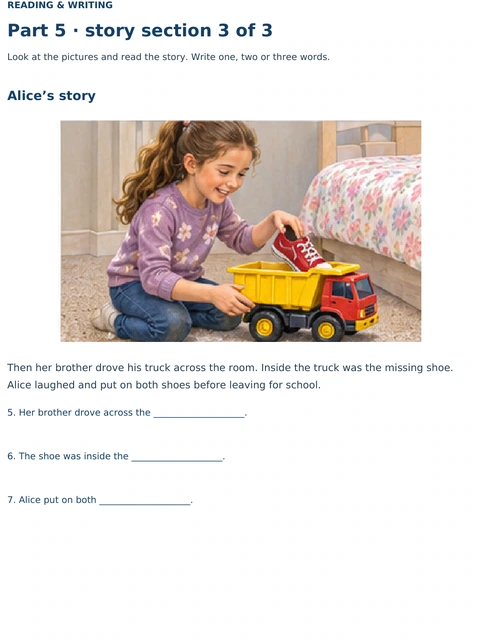 READING & WRITING
Part 5 · story section 3 of 3
Look at the pictures and read the story. Write one, two or three words.
Alice's story
Then her brother drove his truck across the room. Inside the truck was the missing shoe.
Alice laughed and put on both shoes before leaving for school.
5. Her brother drove across the ____________________.
6. The shoe was inside the ____________________.
7. Alice put on both ____________________.